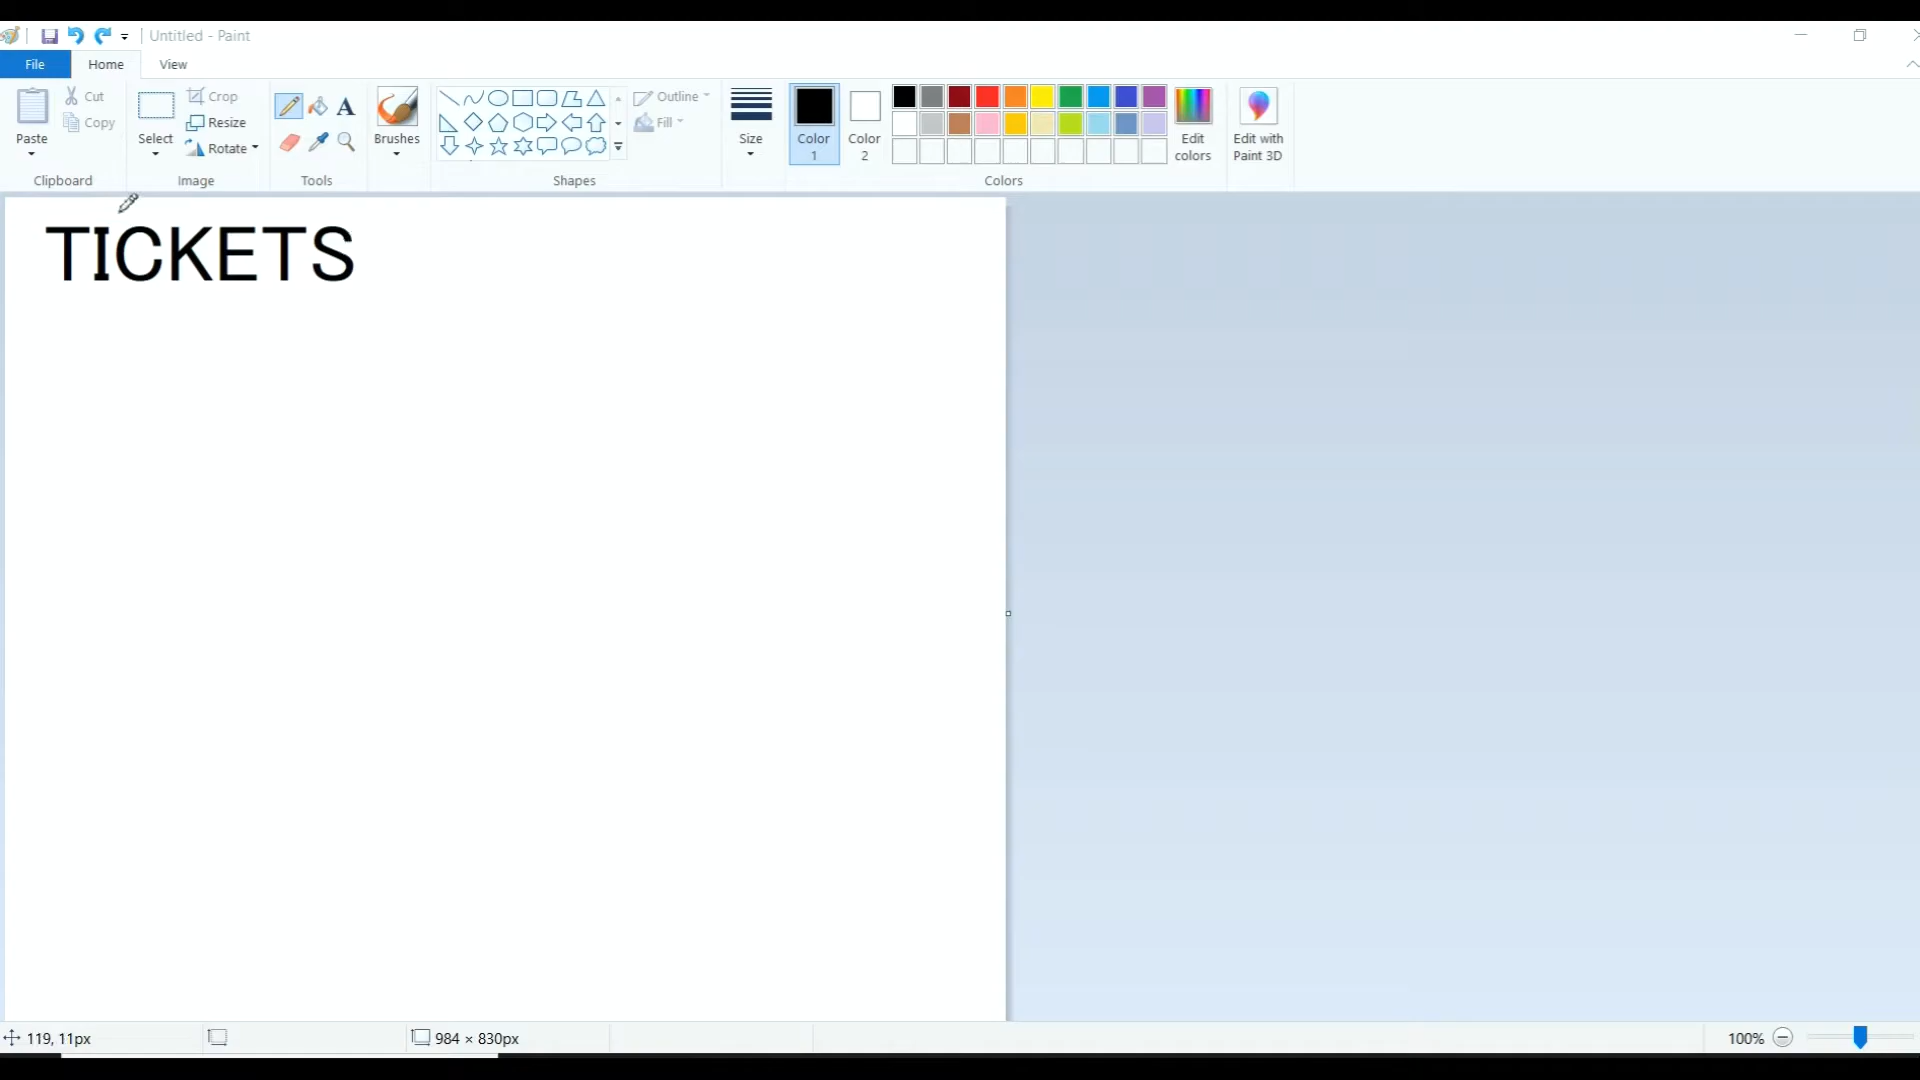 Untitled - Paint
File Home View
Paste
Cut
Copy
Clipboard
Select
Crop
Resize
Rotate
Image
A
Tools
Brushes
Outline
Fill
Shapes
Size
Color 1
Color 2
Edit colors
Colors
Edit with Paint 3D
TICKETS
119, 11px
984 × 830px
100%